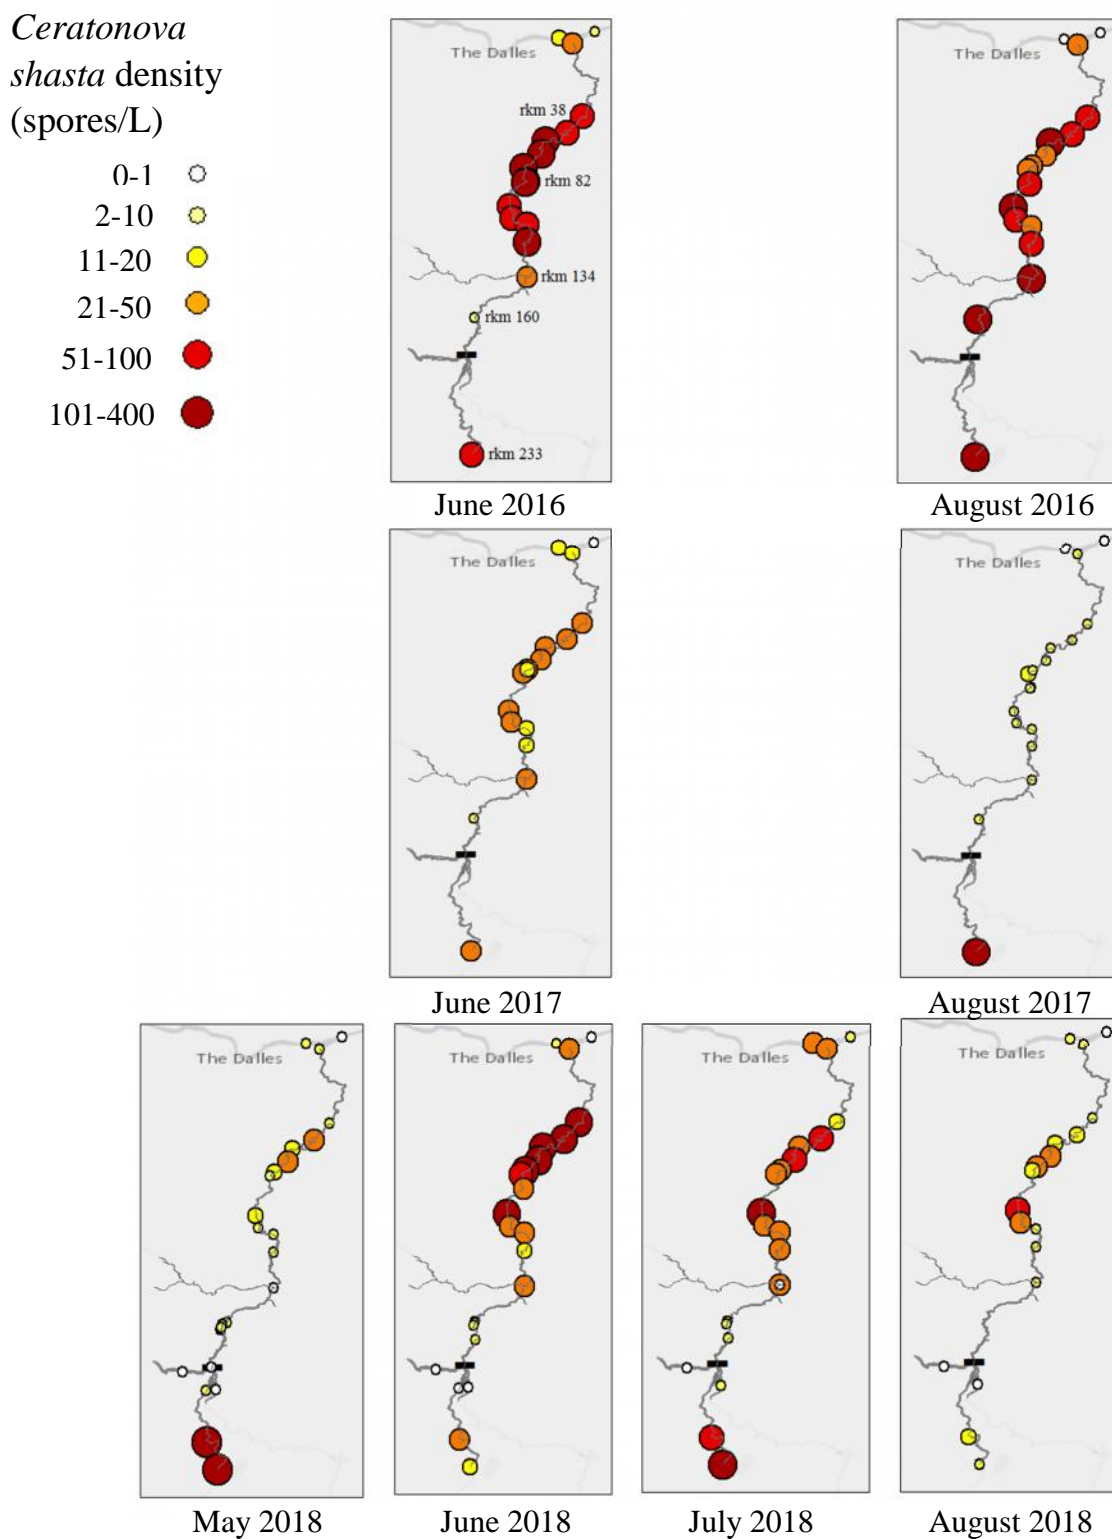 Ceratonova
shasta density
(spores/L)
0-1
2-10
11-20
21-50
51-100
101-400
The Dalles
rkm 38
rkm 82
rkm 134
rkm 160
rkm 233
June 2016
The Dalles
August 2016
The Dalles
June 2017
The Dalles
August 2017
The Dalles
May 2018
The Dalles
June 2018
The Dalles
July 2018
The Dalles
August 2018